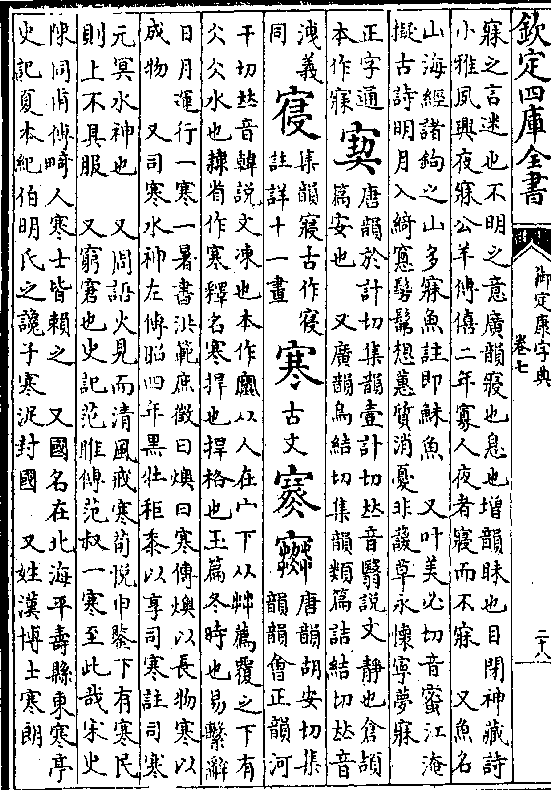 欽定四庫全書
御定康字典
卷七
二十八
寐之言迷也不明之意廣韻寢也息也增韻昧也目閉神藏詩
小雅夙興夜寐公羊傳僖二年寡人夜者寢而不寐 又魚名
山海經諸鉤之山多寐魚註即鮇魚 又叶美必切音蜜江淹
擬古詩明月入綺窻髣髴想蕙質消憂非萲草永懷寧夢寐
正字通
本作寐 㝣 唐韻於計切集韻壹計切𠀤音翳說文靜也倉頡
篇安也 又廣韻烏結切集韻類篇詰結切𠀤音
洩義
同 寑 集韻寢古作寑
註詳十一畫 寒 古文 𡫾 𡫳 唐韻胡安切集
韻韻會正韻河
干切𠀤音韓說文凍也本作𡫾从人在宀下从茻薦覆之下有
仌仌水也隸省作寒釋名寒捍也捍格也玉篇冬時也易繫辭
日月運行一寒一暑書洪範庶徵曰燠曰寒傳燠以長物寒以
成物 又司寒水神左傳昭四年黑牡秬黍以享司寒註司寒
元冥水神也 又周語火見而清風戒寒荀悅申鑒下有寒民
則上不具服 又窮窘也史記范睢傳范叔一寒至此哉宋史
陳同甫傳畸人寒士皆賴之 又國名在北海平壽縣東寒亭
史記夏本紀伯明氏之讒子寒浞封國 又姓漢博士寒朗